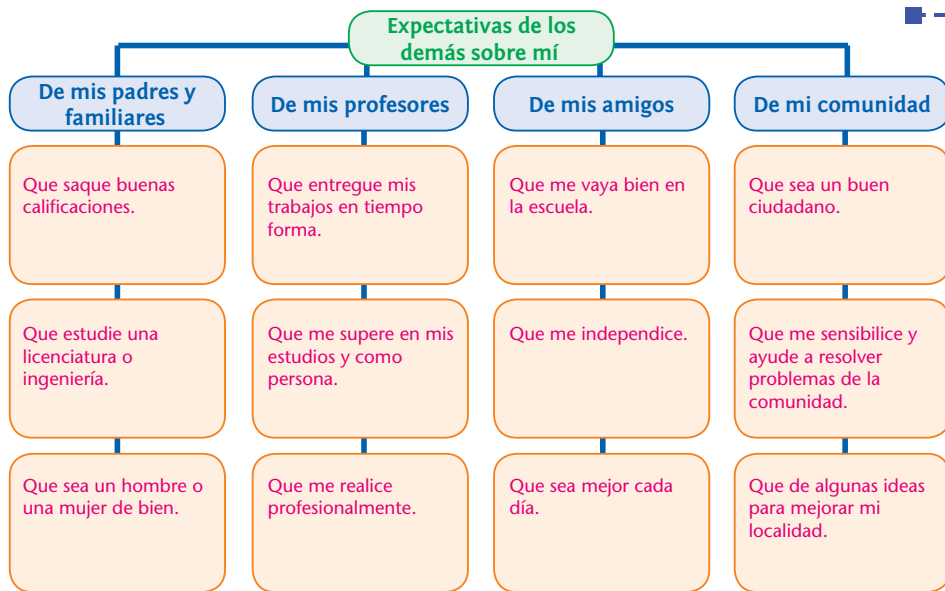 Expectativas de los
demás sobre mí
De mis padres y
familiares
Que saque buenas
calificaciones.
Que estudie una
licenciatura o
ingeniería.
Que sea un hombre o
una mujer de bien.
De mis profesores
Que entregue mis
trabajos en tiempo
forma.
Que me supere en mis
estudios y como
persona.
Que me realice
profesionalmente.
De mis amigos
Que me vaya bien en
la escuela.
Que me independice.
Que sea mejor cada
día.
De mi comunidad
Que sea un buen
ciudadano.
Que me sensibilice y
ayude a resolver
problemas de la
comunidad.
Que de algunas ideas
para mejorar mi
localidad.